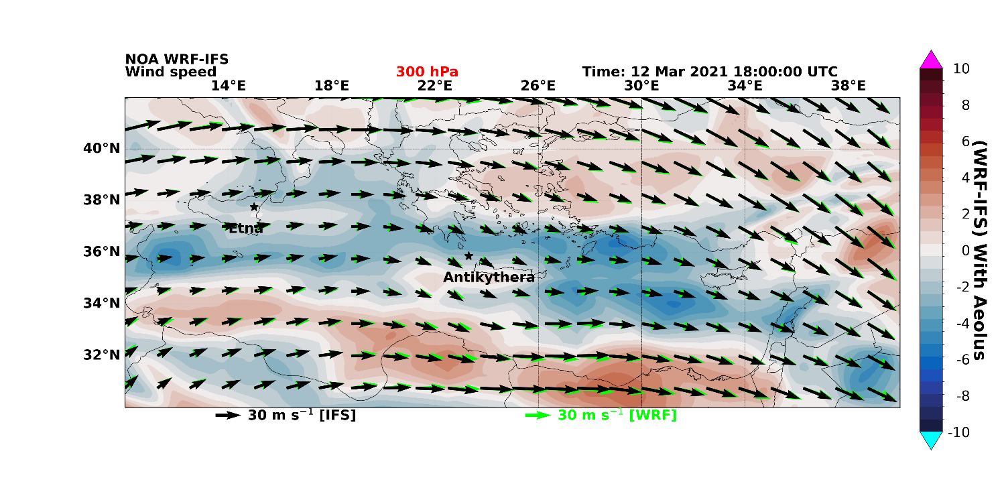 NOA WRF-IFS
Wind speed 300 hPa Time: 12 Mar 2021 18:00:00 UTC
14°E 18°E 22°E 26°E 30°E 34°E 38°E
40°N
38°N
36°N
34°N
32°N
Etna
Antikythera
30 m s⁻¹ [IFS] 30 m s⁻¹ [WRF]
10
8
6
4
2
0
-2
-4
-6
-8
-10
(WRF-IFS) With Aeolus